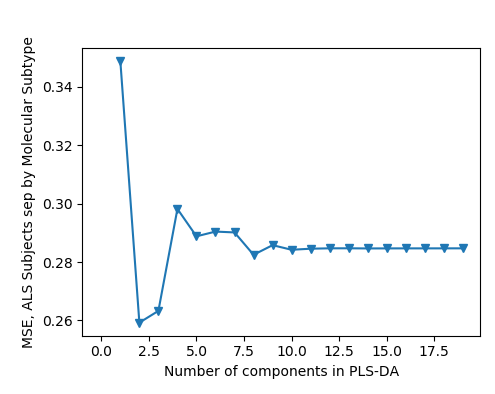 MSE, ALS Subjects sep by Molecular Subtype
0.34
0.32
0.30
0.28
0.26
0.0 2.5 5.0 7.5 10.0 12.5 15.0 17.5
Number of components in PLS-DA